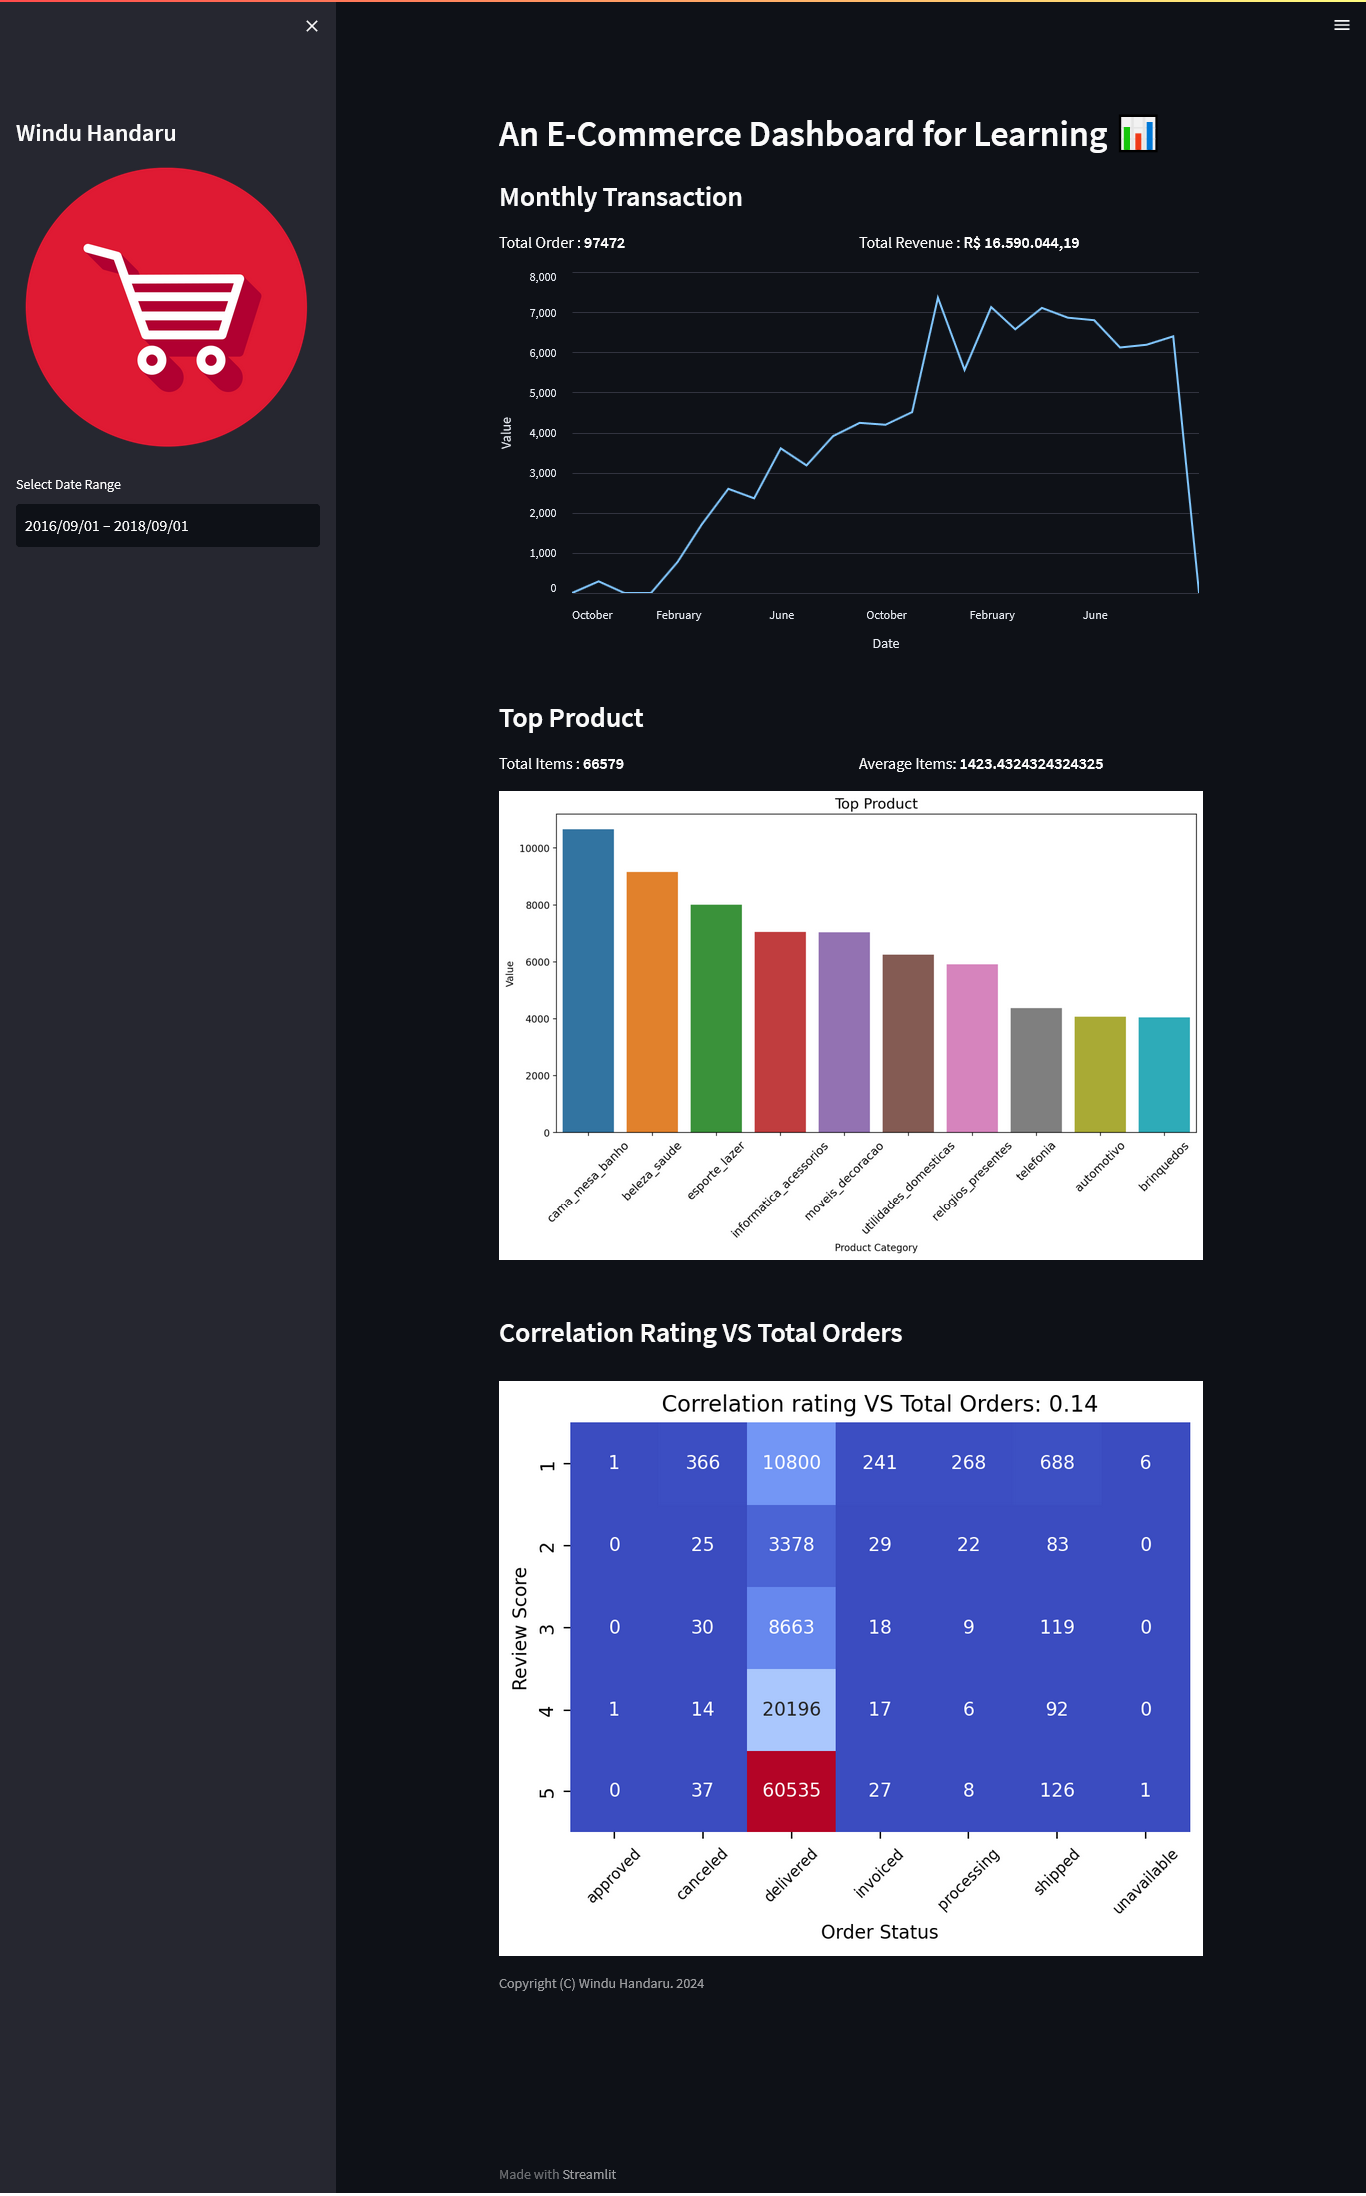 Windu Handaru
Select Date Range
2016/09/01 – 2018/09/01
An E-Commerce Dashboard for Learning
Monthly Transaction
Total Order : 97472
Total Revenue : R$ 16.590.044,19
8,000
7,000
6,000
5,000
4,000
3,000
2,000
1,000
0
Value
October February June October February June
Date
Top Product
Total Items : 66579
Average Items: 1423.4324324324325
Top Product
10000
8000
6000
4000
2000
0
Value
cama_mesa_banho
beleza_saude
esporte_lazer
informatica_acessorios
moveis_decoracao
utilidades_domesticas
relogios_presentes
telefonia
automotivo
brinquedos
Product Category
Correlation Rating VS Total Orders
Correlation rating VS Total Orders: 0.14
Review Score
1 1 366 10800 241 268 688 6
2 0 25 3378 29 22 83 0
3 0 30 8663 18 9 119 0
4 1 14 20196 17 6 92 0
5 0 37 60535 27 8 126 1
approved
canceled
delivered
invoiced
processing
shipped
unavailable
Order Status
Copyright (C) Windu Handaru. 2024
Made with Streamlit